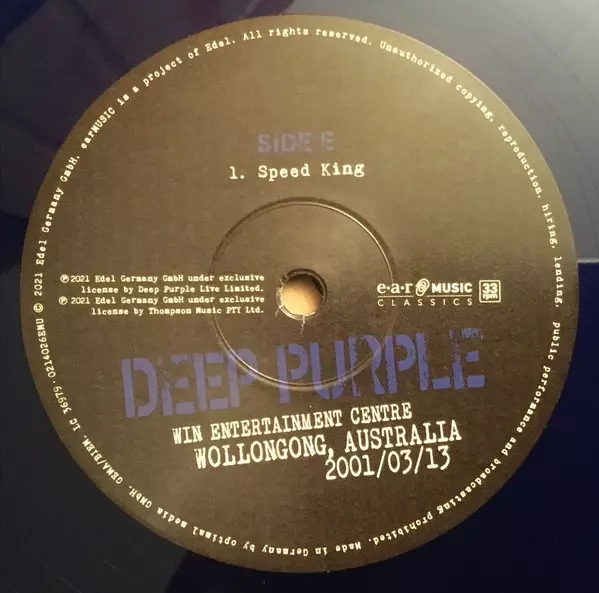 SIDE E
1. Speed King
℗ 2021 Edel Germany GmbH under exclusive
license by Deep Purple Live Limited.
℗ 2021 Edel Germany GmbH under exclusive
license by Thompson Music PTY Ltd.
e·a·r MUSIC
CLASSICS
33
rpm
DEEP PURPLE
WIN ENTERTAINMENT CENTRE
WOLLONGONG, AUSTRALIA
2001/03/13
GEMA/BIEM. LC 36979 · 0214026EMU © 2021 Edel Germany GmbH. earMUSIC is a project of Edel. All rights reserved. Unauthorized copying, reproduction, hiring, lending, public performance and broadcasting prohibited. Made in Germany by optimal media GmbH.